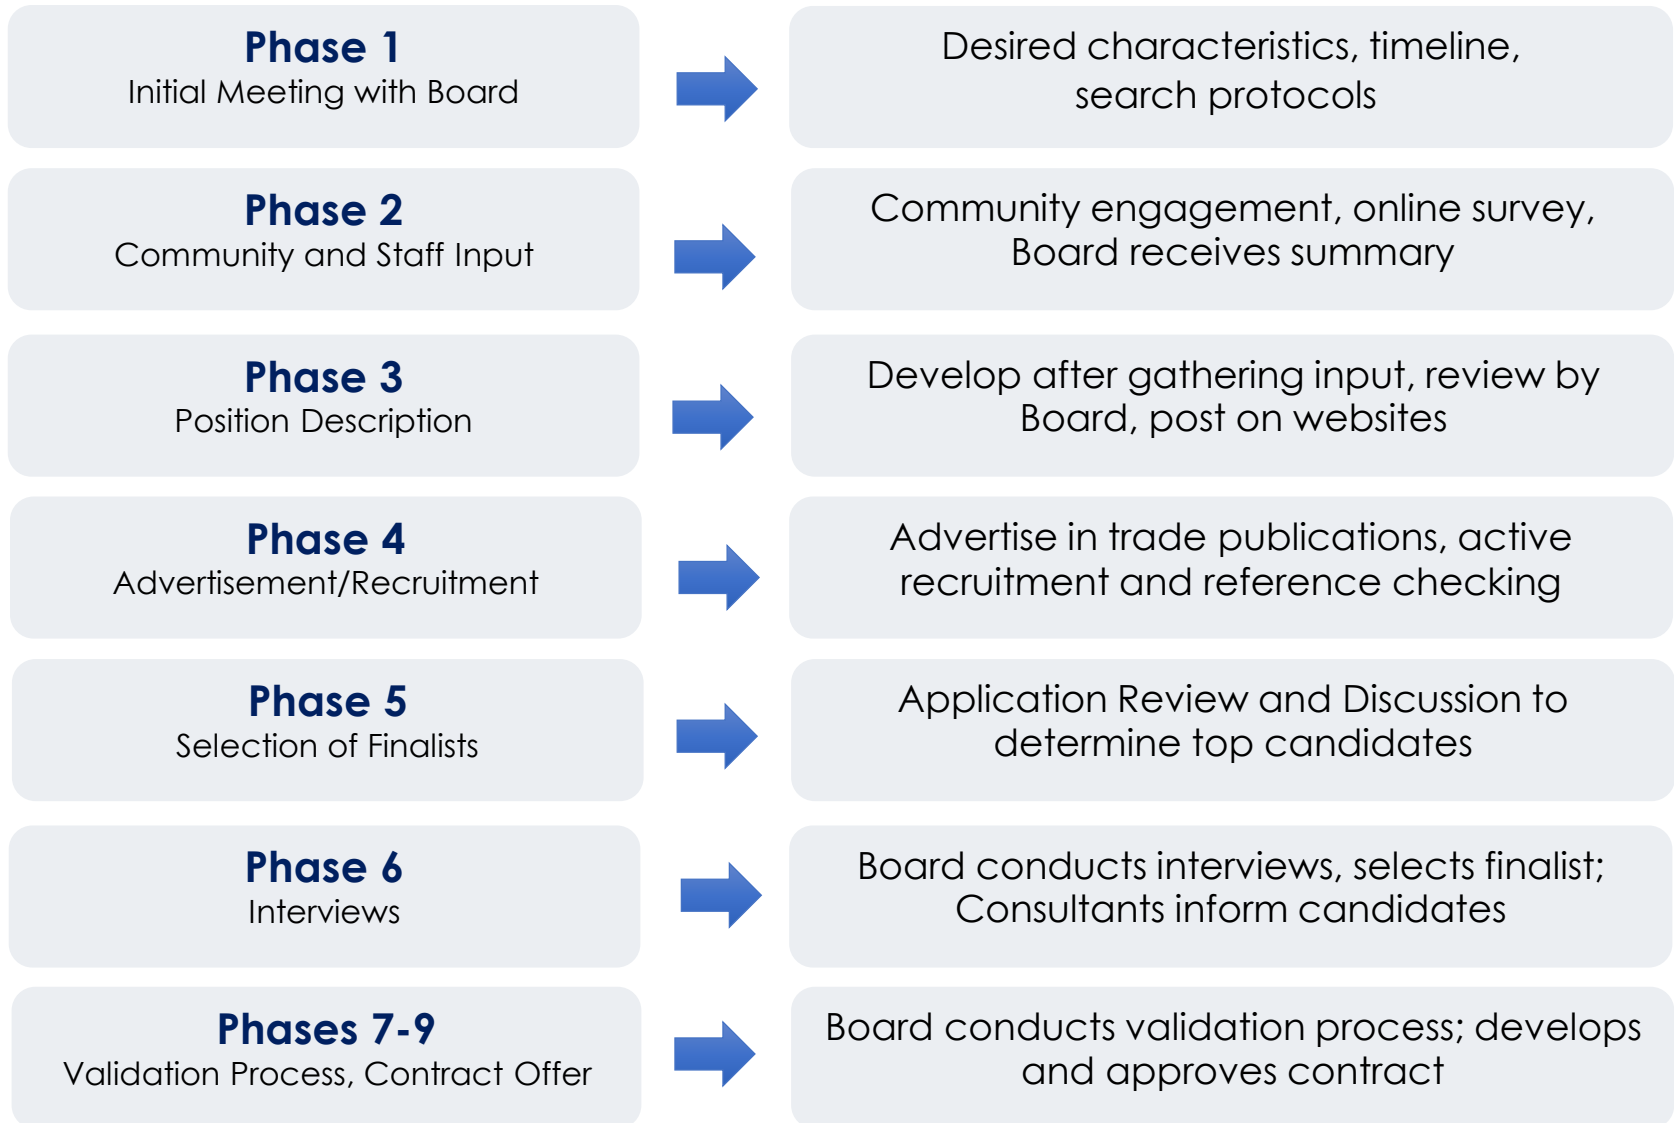 Phase 1
Initial Meeting with Board
Desired characteristics, timeline,
search protocols
Phase 2
Community and Staff Input
Community engagement, online survey,
Board receives summary
Phase 3
Position Description
Develop after gathering input, review by
Board, post on websites
Phase 4
Advertisement/Recruitment
Advertise in trade publications, active
recruitment and reference checking
Phase 5
Selection of Finalists
Application Review and Discussion to
determine top candidates
Phase 6
Interviews
Board conducts interviews, selects finalist;
Consultants inform candidates
Phases 7-9
Validation Process, Contract Offer
Board conducts validation process; develops
and approves contract